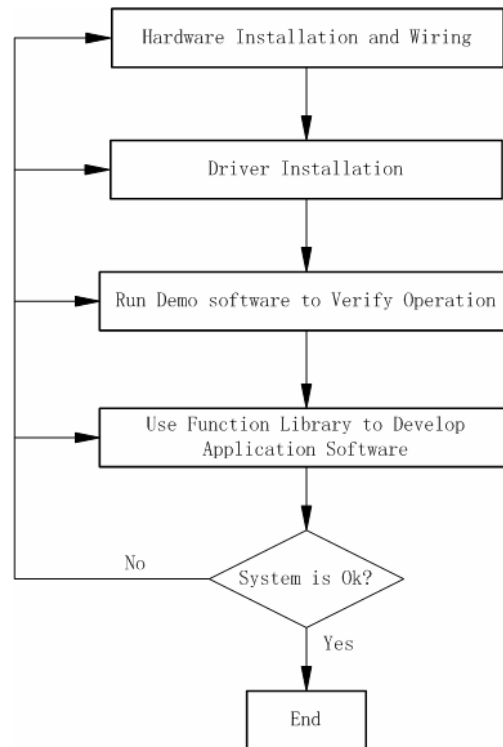 Hardware Installation and Wiring
Driver Installation
Run Demo software to Verify Operation
Use Function Library to Develop
Application Software
System is Ok?
No
Yes
End